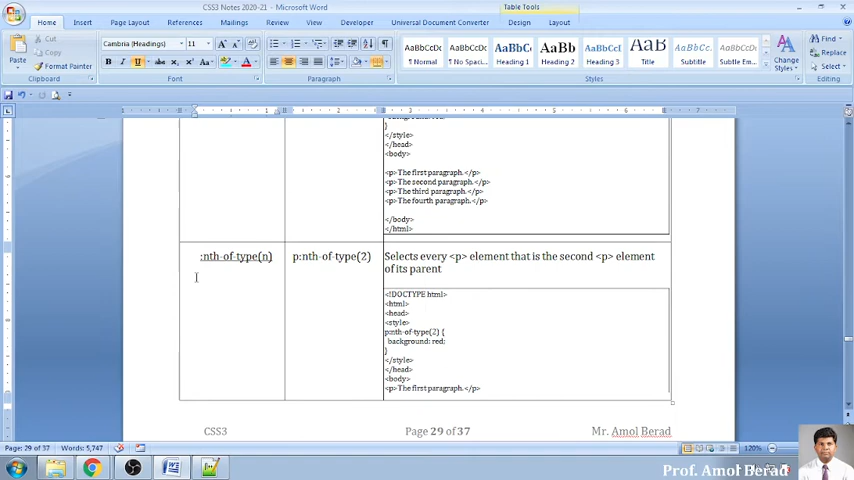 CSS3 Notes 2020-21 - Microsoft Word
Table Tools
Home Insert Page Layout References Mailings Review View Developer Universal Document Converter Design Layout
Cut
Copy
Format Painter
Paste
Clipboard
Cambria (Headings) 11
Font
Paragraph
AaBbCcDc AaBbCcDc AaBbC AaBb AaBbCc AaBb AaBbCcI AaBbCcDc
¶ Normal ¶ No Spaci... Heading 1 Heading 2 Heading 3 Title Subtitle Subtle Em...
Change Styles
Styles
Find
Replace
Select
Editing
}
</style>
</head>
<body>
<p>The first paragraph.</p>
<p>The second paragraph.</p>
<p>The third paragraph.</p>
<p>The fourth paragraph.</p>
</body>
</html>
:nth-of-type(n) p:nth-of-type(2) Selects every <p> element that is the second <p> element
of its parent
<!DOCTYPE html>
<html>
<head>
<style>
p:nth-of-type(2) {
background: red;
}
</style>
</head>
<body>
<p>The first paragraph.</p>
CSS3 Page 29 of 37 Mr. Amol Berad
Page: 29 of 37 Words: 5,747 120%
Prof. Amol Berad